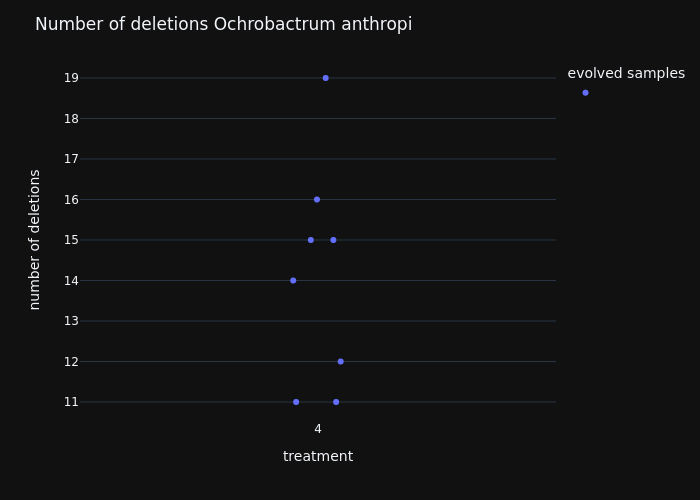 Number of deletions Ochrobactrum anthropi
evolved samples
number of deletions
19
18
17
16
15
14
13
12
11
4
treatment